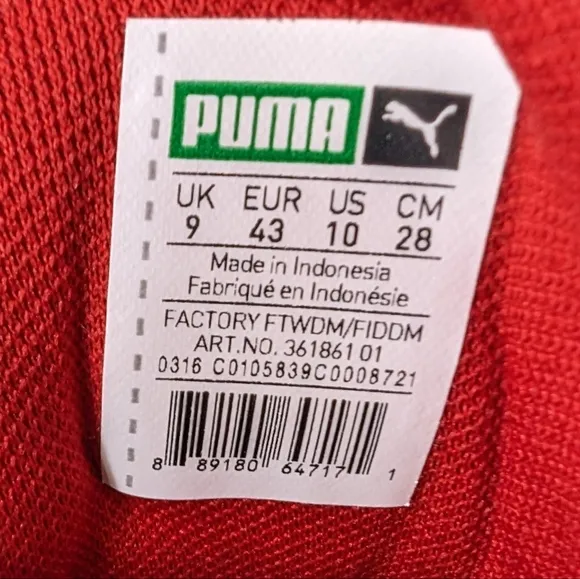 PUMA
UK EUR US CM
9 43 10 28
Made in Indonesia
Fabriqué en Indonésie
FACTORY FTWDM/FIDDM
ART.NO. 361861 01
0316 C0105839C0008721
8 89180 64717 1